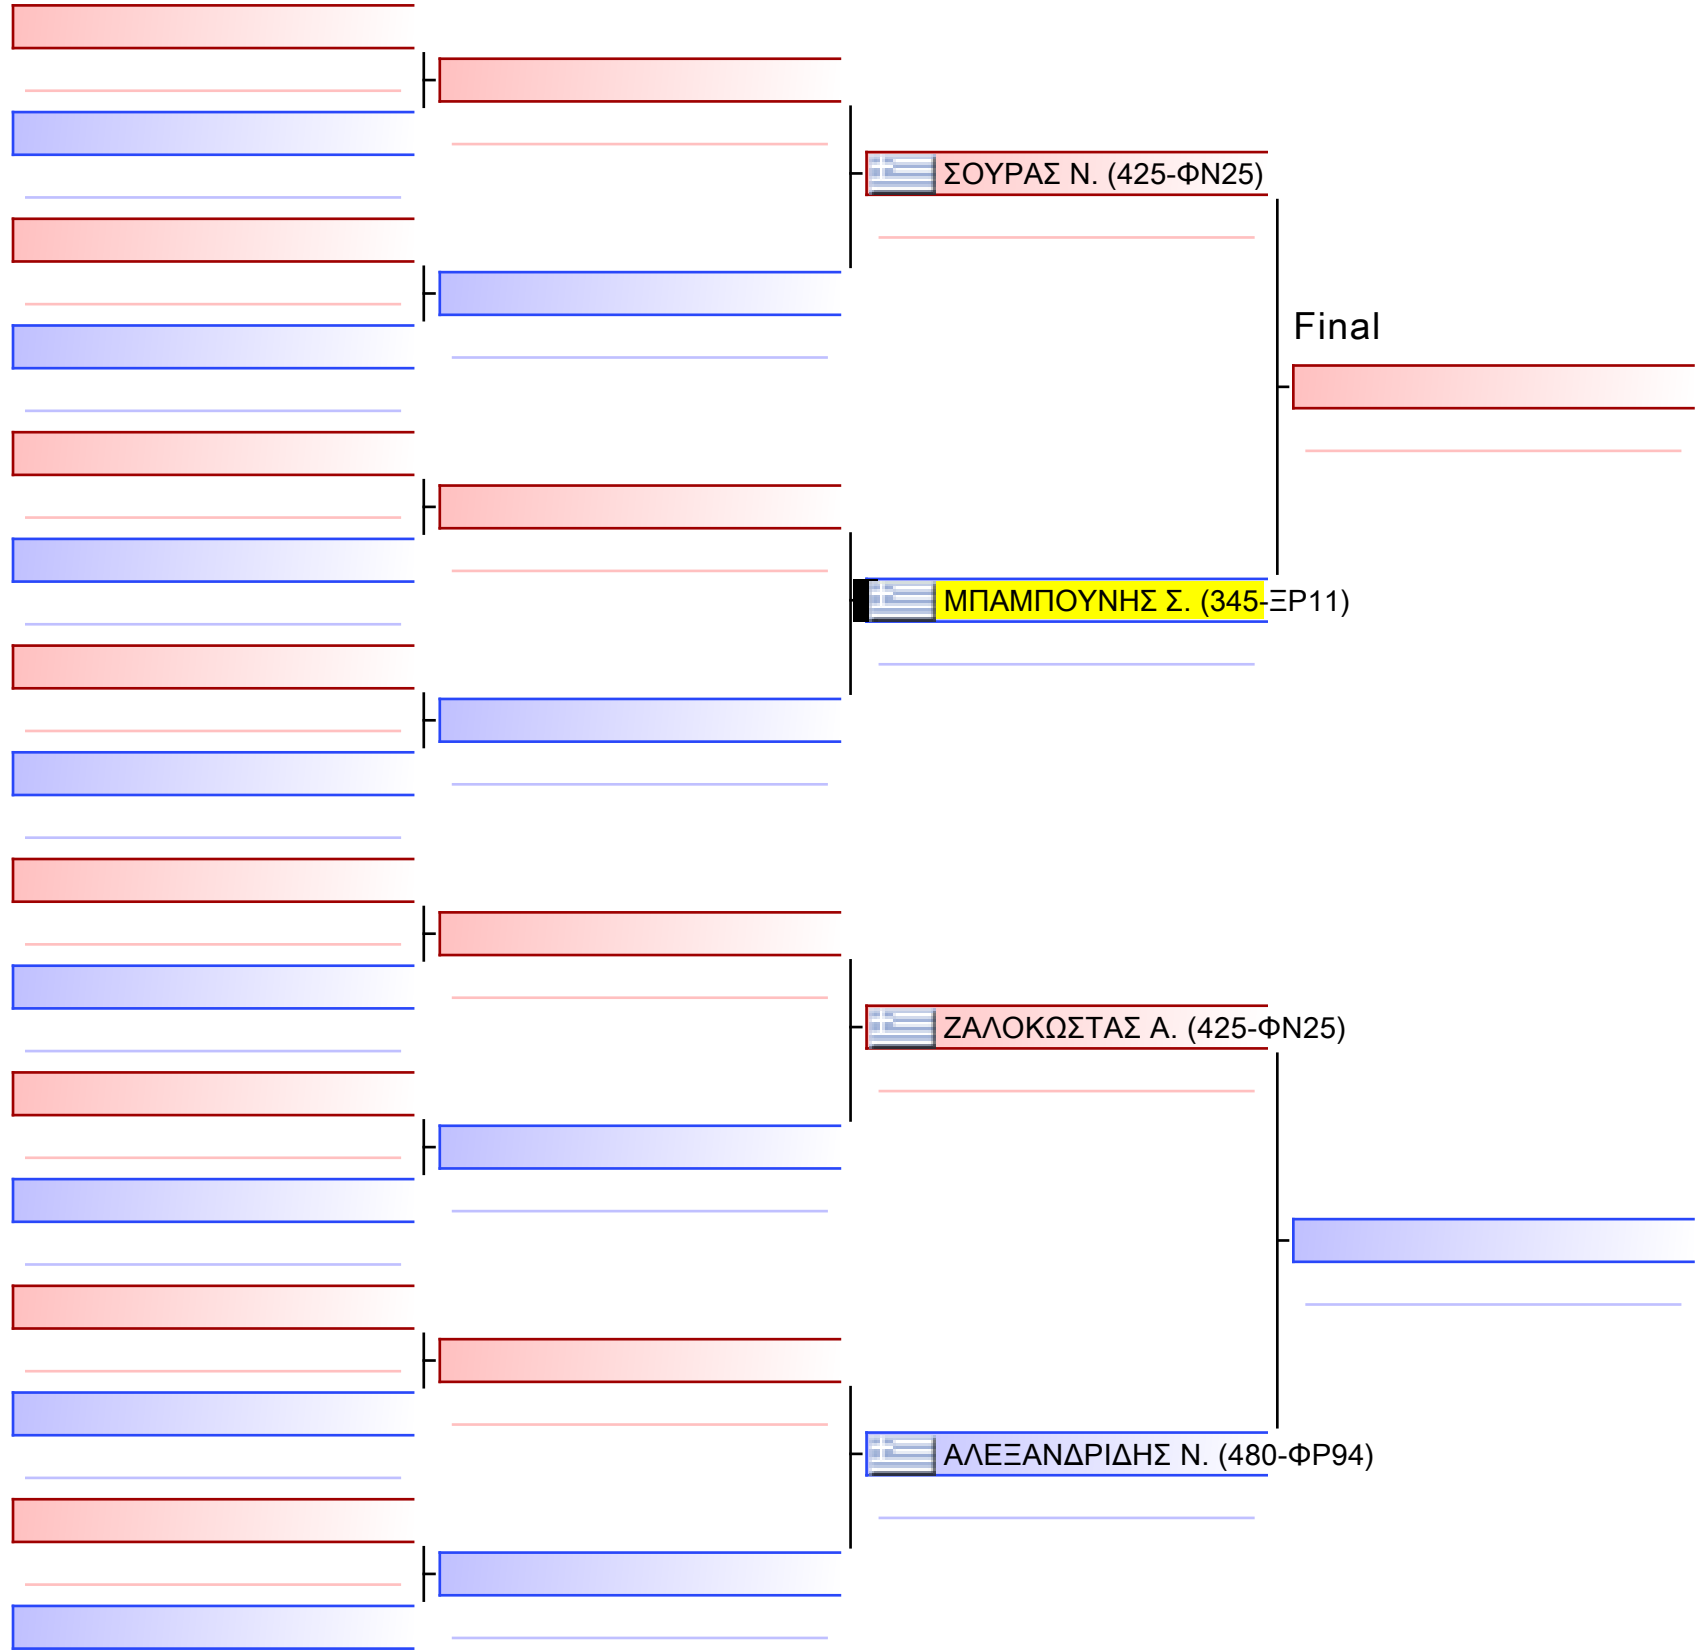 ΣΟΥΡΑΣ Ν. (425-ΦΝ25)
Final
ΜΠΑΜΠΟΥΝΗΣ Σ. (345-ΞΡ11)
ΖΑΛΟΚΩΣΤΑΣ Α. (425-ΦΝ25)
ΑΛΕΞΑΝΔΡΙΔΗΣ Ν. (480-ΦΡ94)